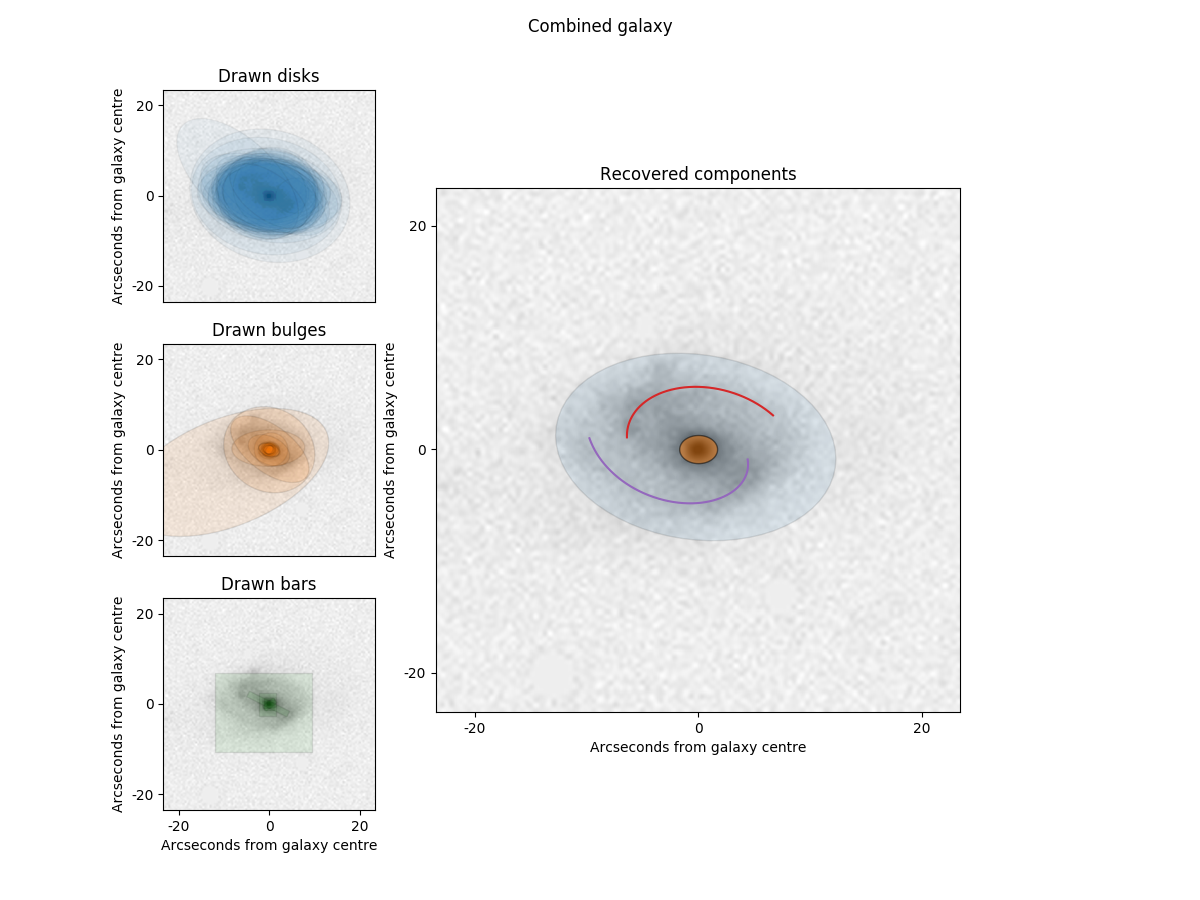 Combined galaxy
Drawn disks
Arcseconds from galaxy centre
20
0
-20
Drawn bulges
Arcseconds from galaxy centre
20
0
-20
Drawn bars
Arcseconds from galaxy centre
20
0
-20
-20 0 20
Arcseconds from galaxy centre
Recovered components
Arcseconds from galaxy centre
20
0
-20
-20 0 20
Arcseconds from galaxy centre